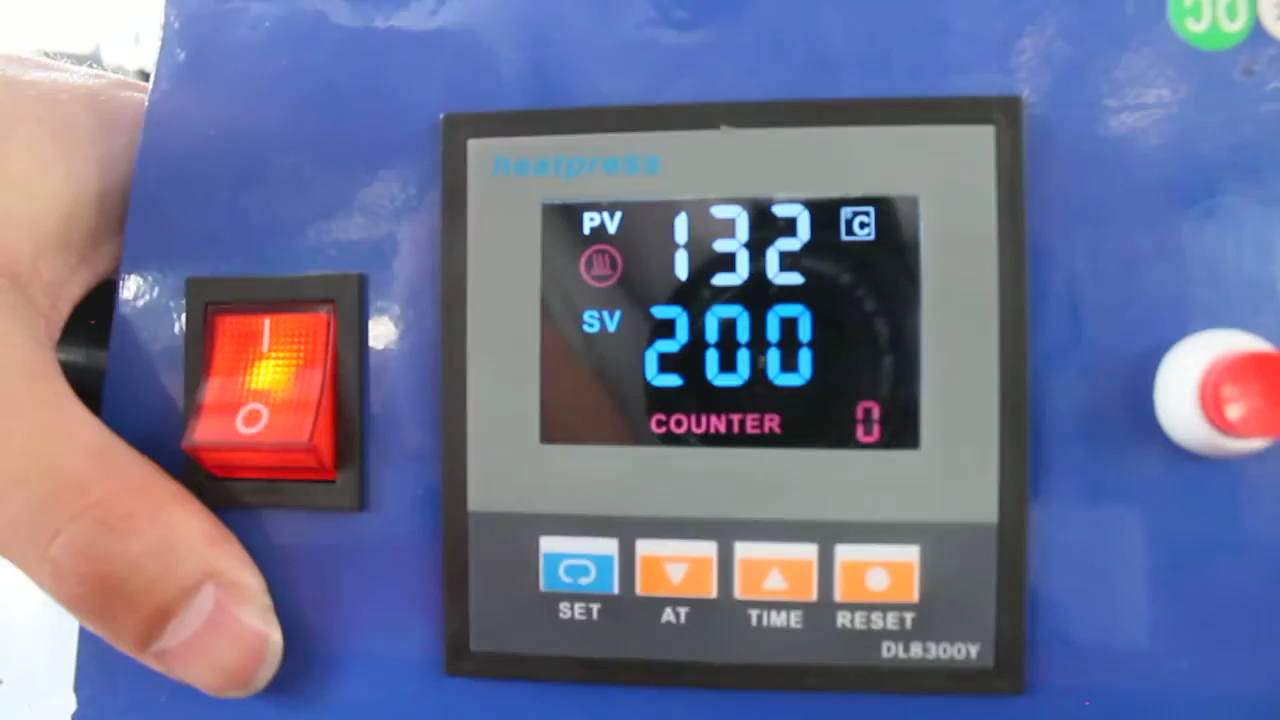 heatpress
PV 132 °C
SV 200
COUNTER 0
SET AT TIME RESET
DL8300Y